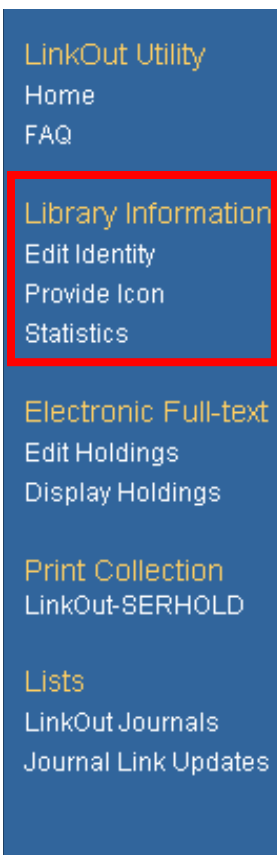 LinkOut Utility
Home
FAQ
Library Information
Edit Identity
Provide Icon
Statistics
Electronic Full-text
Edit Holdings
Display Holdings
Print Collection
LinkOut-SERHOLD
Lists
LinkOut Journals
Journal Link Updates